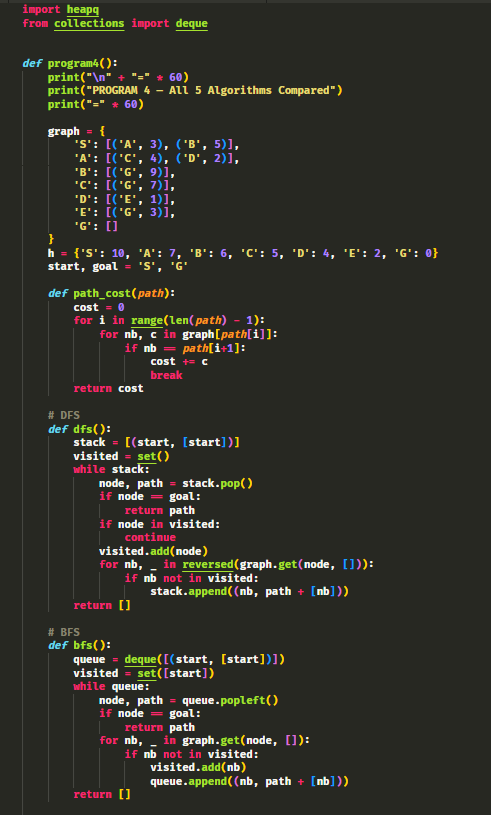 import heapq
from collections import deque
def program4():
    print("\n" + "=" * 60)
    print("PROGRAM 4 — All 5 Algorithms Compared")
    print("=" * 60)
    graph = {
        'S': [('A', 3), ('B', 5)],
        'A': [('C', 4), ('D', 2)],
        'B': [('G', 9)],
        'C': [('G', 7)],
        'D': [('E', 1)],
        'E': [('G', 3)],
        'G': []
    }
    h = {'S': 10, 'A': 7, 'B': 6, 'C': 5, 'D': 4, 'E': 2, 'G': 0}
    start, goal = 'S', 'G'
    def path_cost(path):
        cost = 0
        for i in range(len(path) - 1):
            for nb, c in graph[path[i]]:
                if nb == path[i+1]:
                    cost += c
                    break
        return cost
    # DFS
    def dfs():
        stack = [(start, [start])]
        visited = set()
        while stack:
            node, path = stack.pop()
            if node == goal:
                return path
            if node in visited:
                continue
            visited.add(node)
            for nb, _ in reversed(graph.get(node, [])):
                if nb not in visited:
                    stack.append((nb, path + [nb]))
        return []
    # BFS
    def bfs():
        queue = deque([(start, [start])])
        visited = set([start])
        while queue:
            node, path = queue.popleft()
            if node == goal:
                return path
            for nb, _ in graph.get(node, []):
                if nb not in visited:
                    visited.add(nb)
                    queue.append((nb, path + [nb]))
        return []